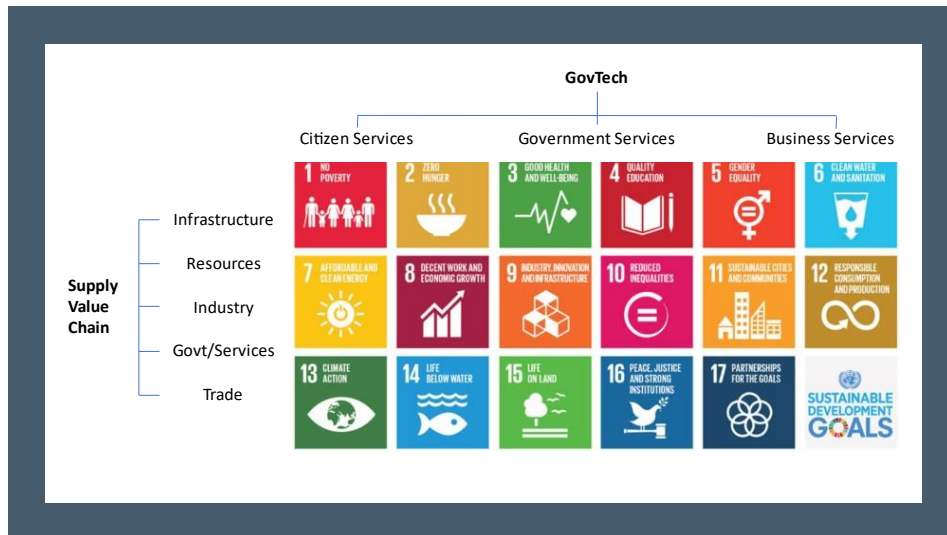 GovTech
Citizen Services
Government Services
Business Services
Supply
Value
Chain
Infrastructure
Resources
Industry
Govt/Services
Trade
1 NO
POVERTY
2 ZERO
HUNGER
3 GOOD HEALTH
AND WELL-BEING
4 QUALITY
EDUCATION
5 GENDER
EQUALITY
6 CLEAN WATER
AND SANITATION
7 AFFORDABLE AND
CLEAN ENERGY
8 DECENT WORK AND
ECONOMIC GROWTH
9 INDUSTRY, INNOVATION
AND INFRASTRUCTURE
10 REDUCED
INEQUALITIES
11 SUSTAINABLE CITIES
AND COMMUNITIES
12 RESPONSIBLE
CONSUMPTION
AND PRODUCTION
13 CLIMATE
ACTION
14 LIFE
BELOW WATER
15 LIFE
ON LAND
16 PEACE, JUSTICE
AND STRONG
INSTITUTIONS
17 PARTNERSHIPS
FOR THE GOALS
SUSTAINABLE
DEVELOPMENT
GOALS